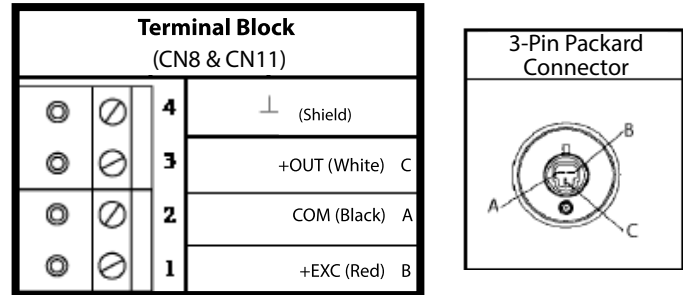 Terminal Block
(CN8 & CN11)
4 ⊥ (Shield)
3 +OUT (White) C
2 COM (Black) A
1 +EXC (Red) B
3-Pin Packard
Connector
B
A
C